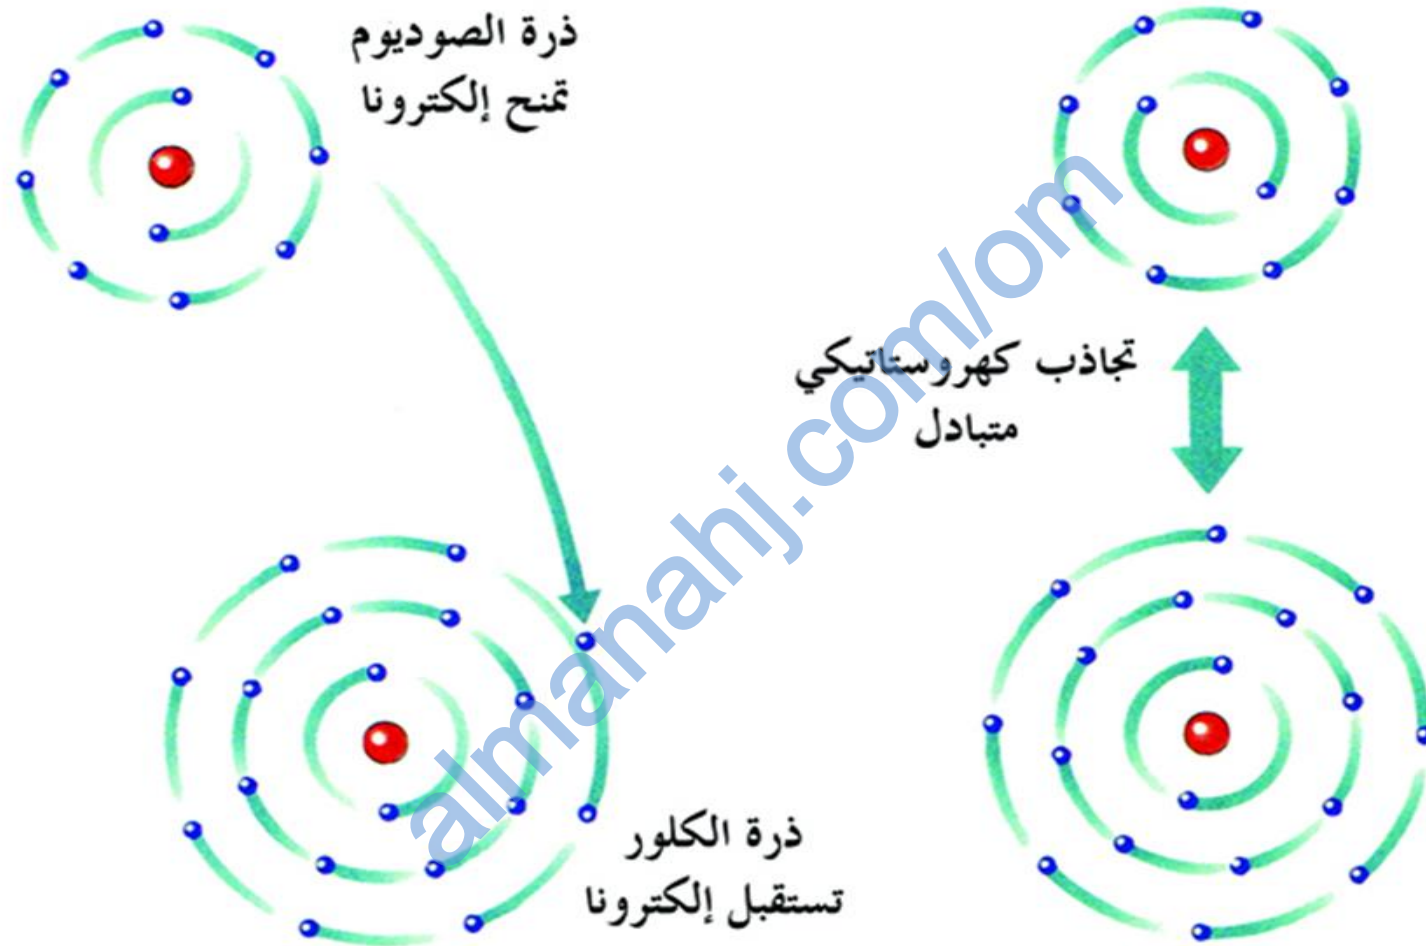 ذرة الصوديوم
تمنح إلكترونا
تجاذب كهروستاتيكي
متبادل
ذرة الكلور
تستقبل إلكترونا
almanahj.com/om